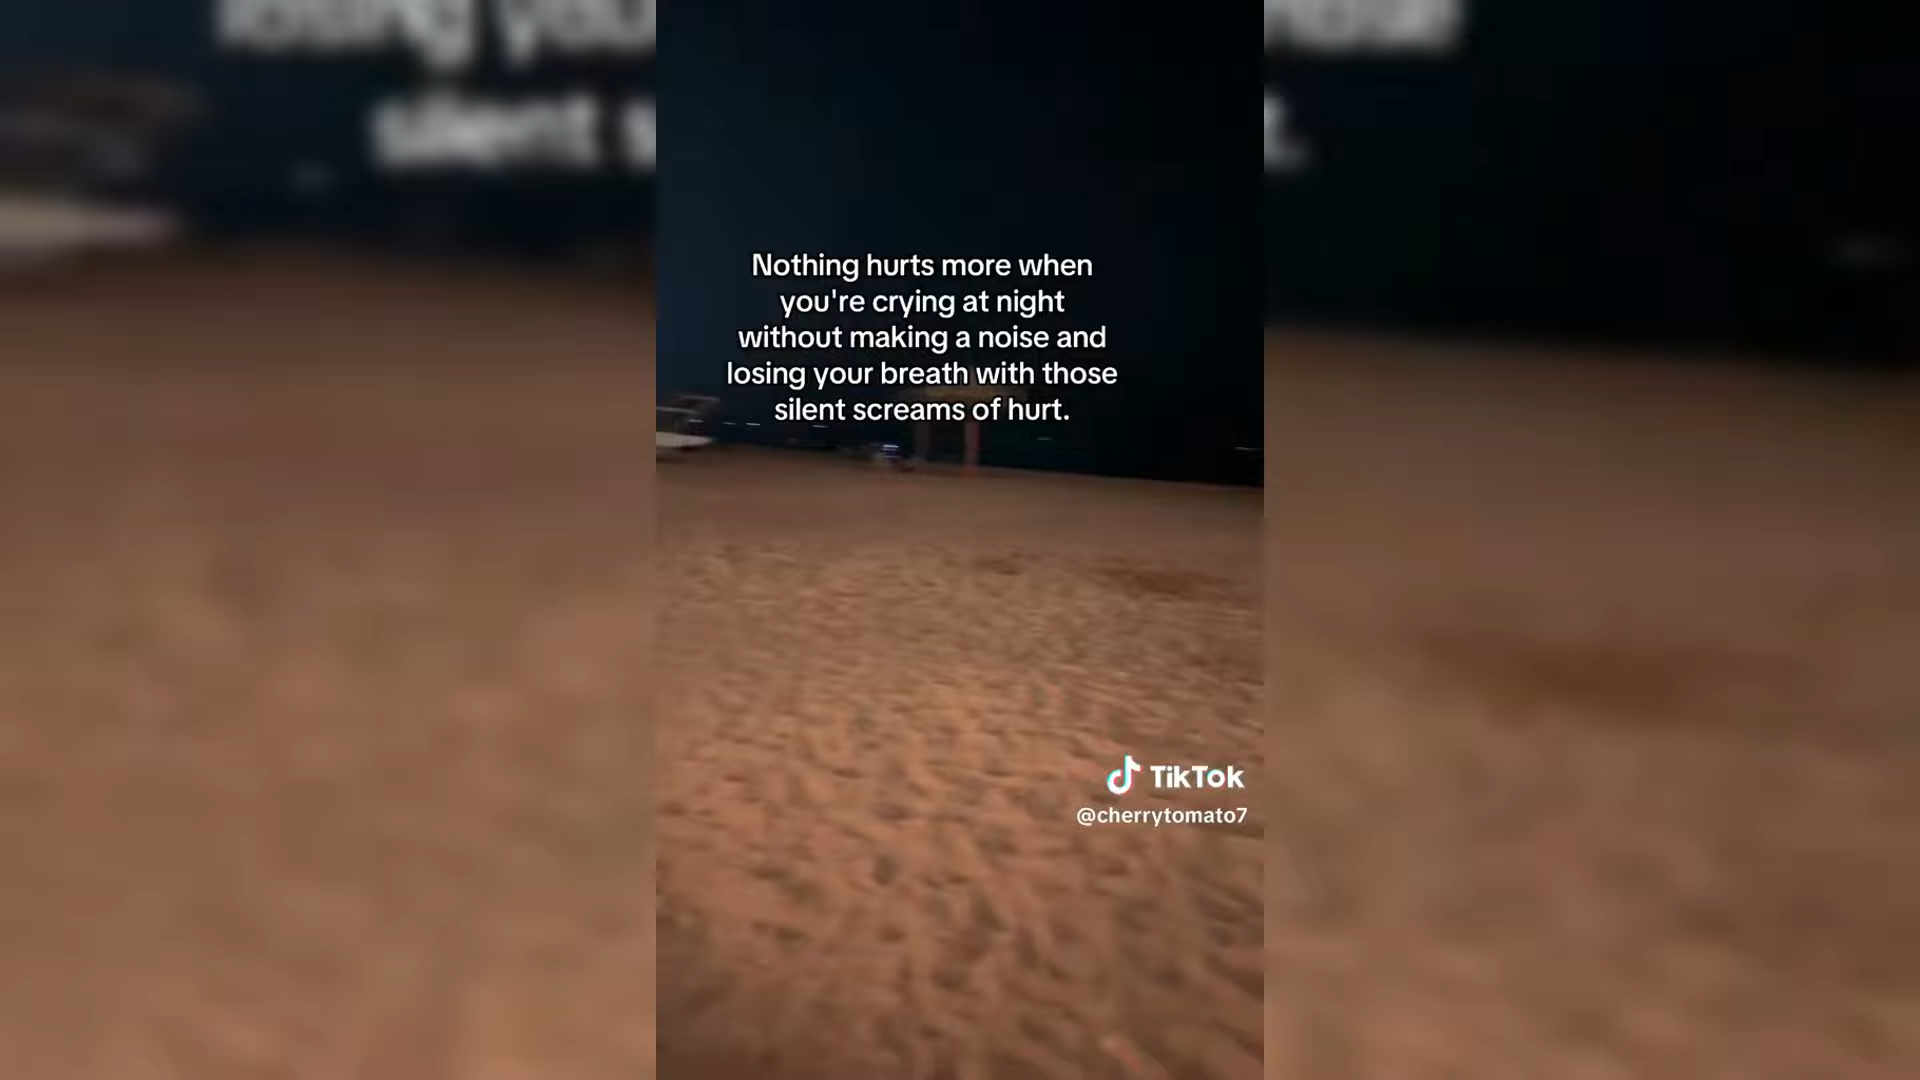 Nothing hurts more when
you're crying at night
without making a noise and
losing your breath with those
silent screams of hurt.
TikTok
@cherrytomato7